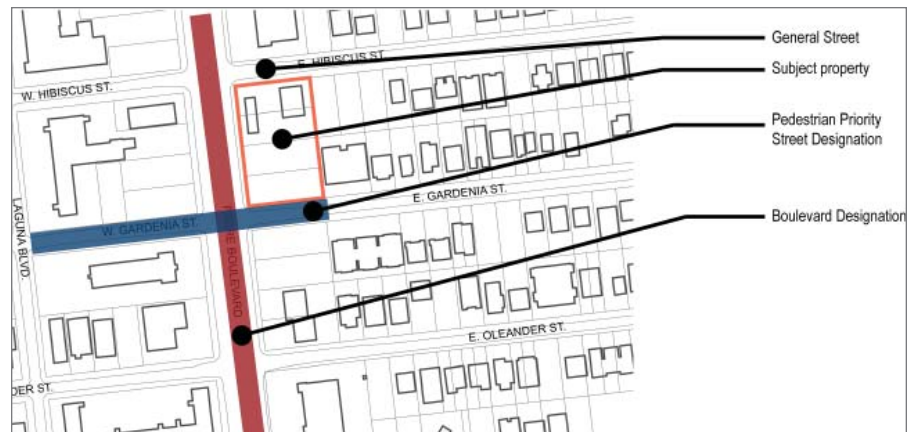 General Street
E. HIBISCUS ST.
Subject property
W. HIBISCUS ST.
Pedestrian Priority
Street Designation
E. GARDENIA ST.
W. GARDENIA ST.
LAGUNA BLVD.
BOULEVARD
Boulevard Designation
E. OLEANDER ST.
DER ST.